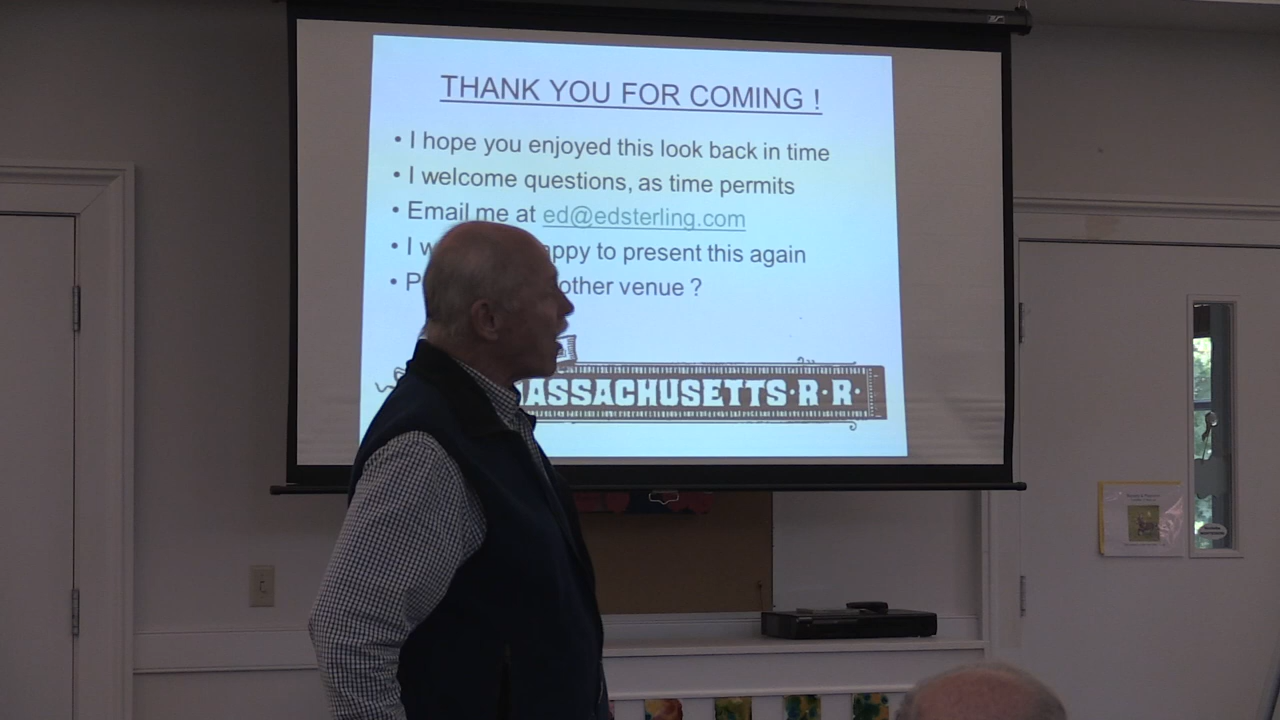 THANK YOU FOR COMING !
• I hope you enjoyed this look back in time
• I welcome questions, as time permits
• Email me at ed@edsterling.com
• I w appy to present this again
• P other venue ?
ASSACHUSETTS·R·R·